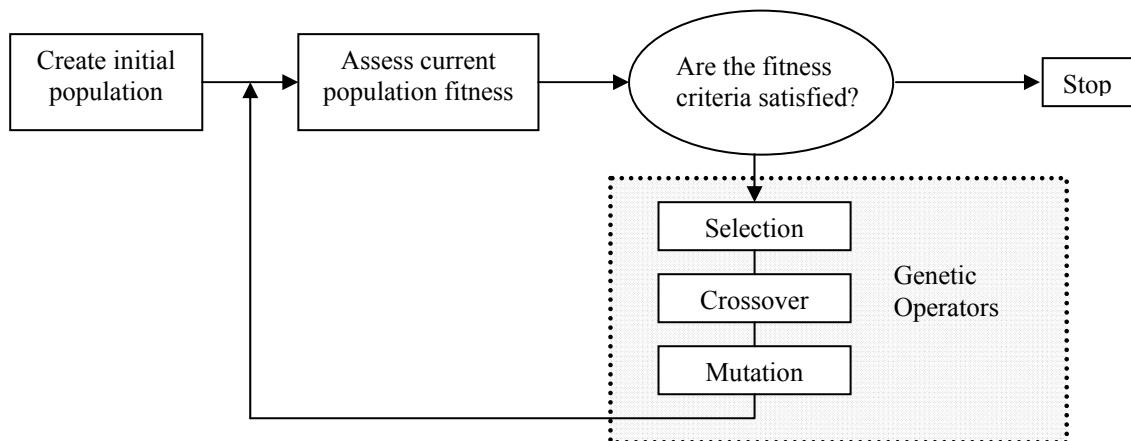 Create initial
population
Assess current
population fitness
Are the fitness
criteria satisfied?
Stop
Selection
Crossover
Mutation
Genetic
Operators